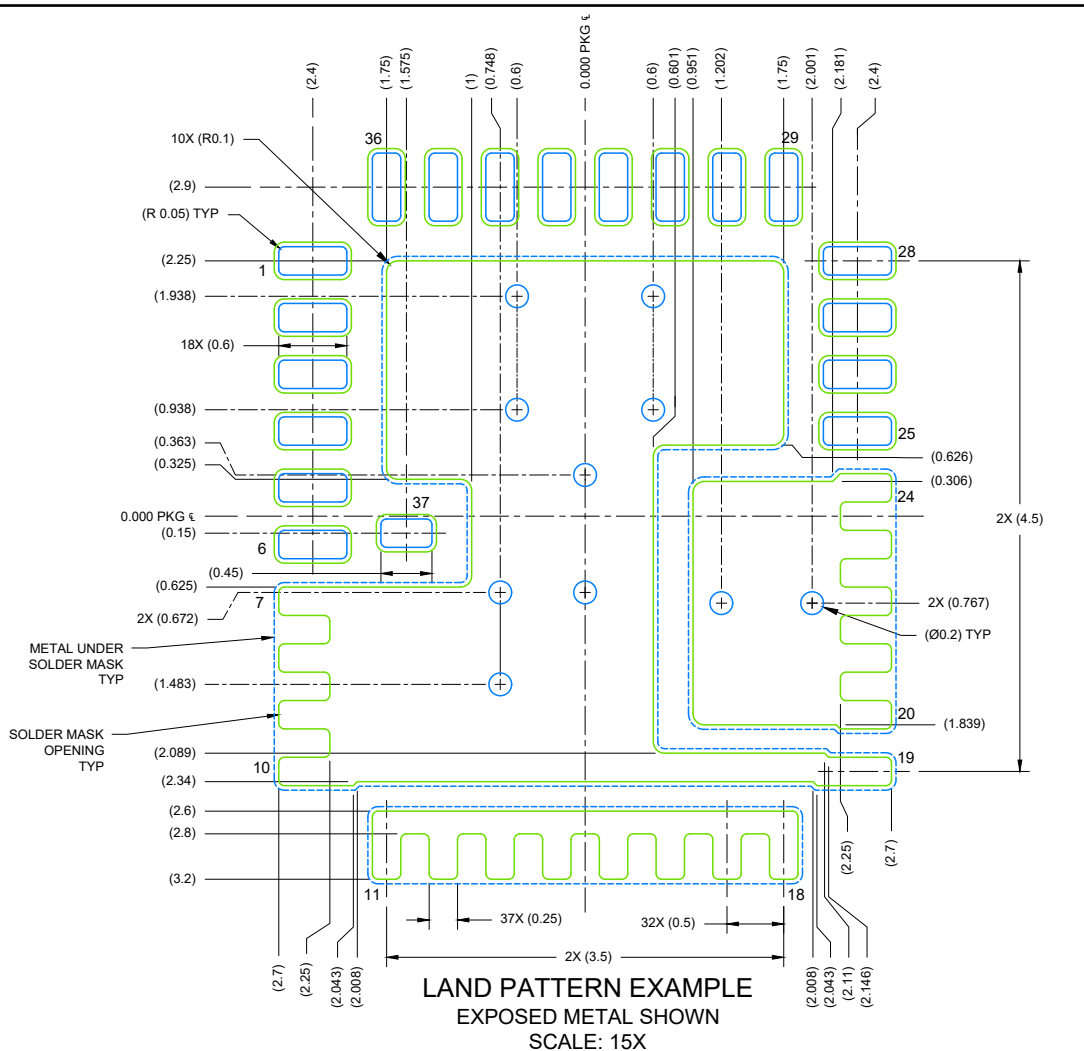 (2.4)
(1.75)
(1.575)
(1)
(0.748)
(0.6)
0.000 PKG ℄
(0.6)
(0.601)
(0.951)
(1.202)
(1.75)
(2.001)
(2.181)
(2.4)
10X (R0.1)
36
29
(2.9)
(R 0.05) TYP
(2.25)
1
28
(1.938)
18X (0.6)
(0.938)
25
(0.363)
(0.626)
(0.325)
(0.306)
24
37
0.000 PKG ℄
2X (4.5)
(0.15)
6
(0.45)
(0.625)
7
2X (0.767)
2X (0.672)
(Ø0.2) TYP
METAL UNDER
SOLDER MASK
TYP
(1.483)
20
(1.839)
SOLDER MASK
OPENING
TYP
(2.089)
19
10
(2.34)
(2.6)
(2.8)
(2.25)
(2.7)
(3.2)
11
18
37X (0.25)
32X (0.5)
2X (3.5)
(2.7)
(2.25)
(2.043)
(2.008)
(2.008)
(2.043)
(2.11)
(2.146)
LAND PATTERN EXAMPLE
EXPOSED METAL SHOWN
SCALE: 15X